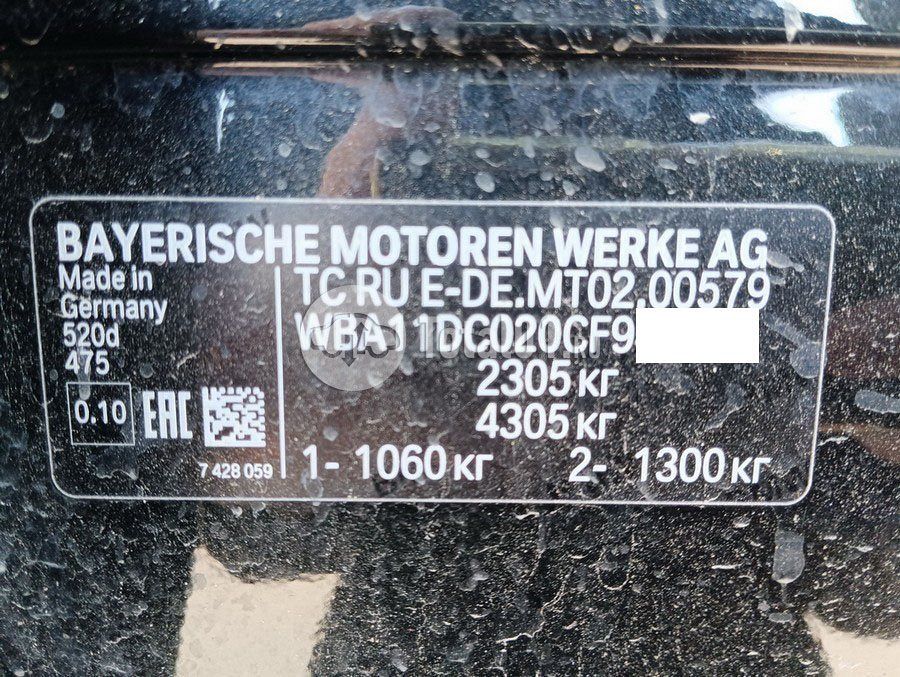 BAYERISCHE MOTOREN WERKE AG
Made in
Germany
520d
475
0.10
EAC
7 428 059
TC RU E-DE.MT02.00579
WBA11DC020CF9
2305 кг
4305 кг
1- 1060 кг 2- 1300 кг